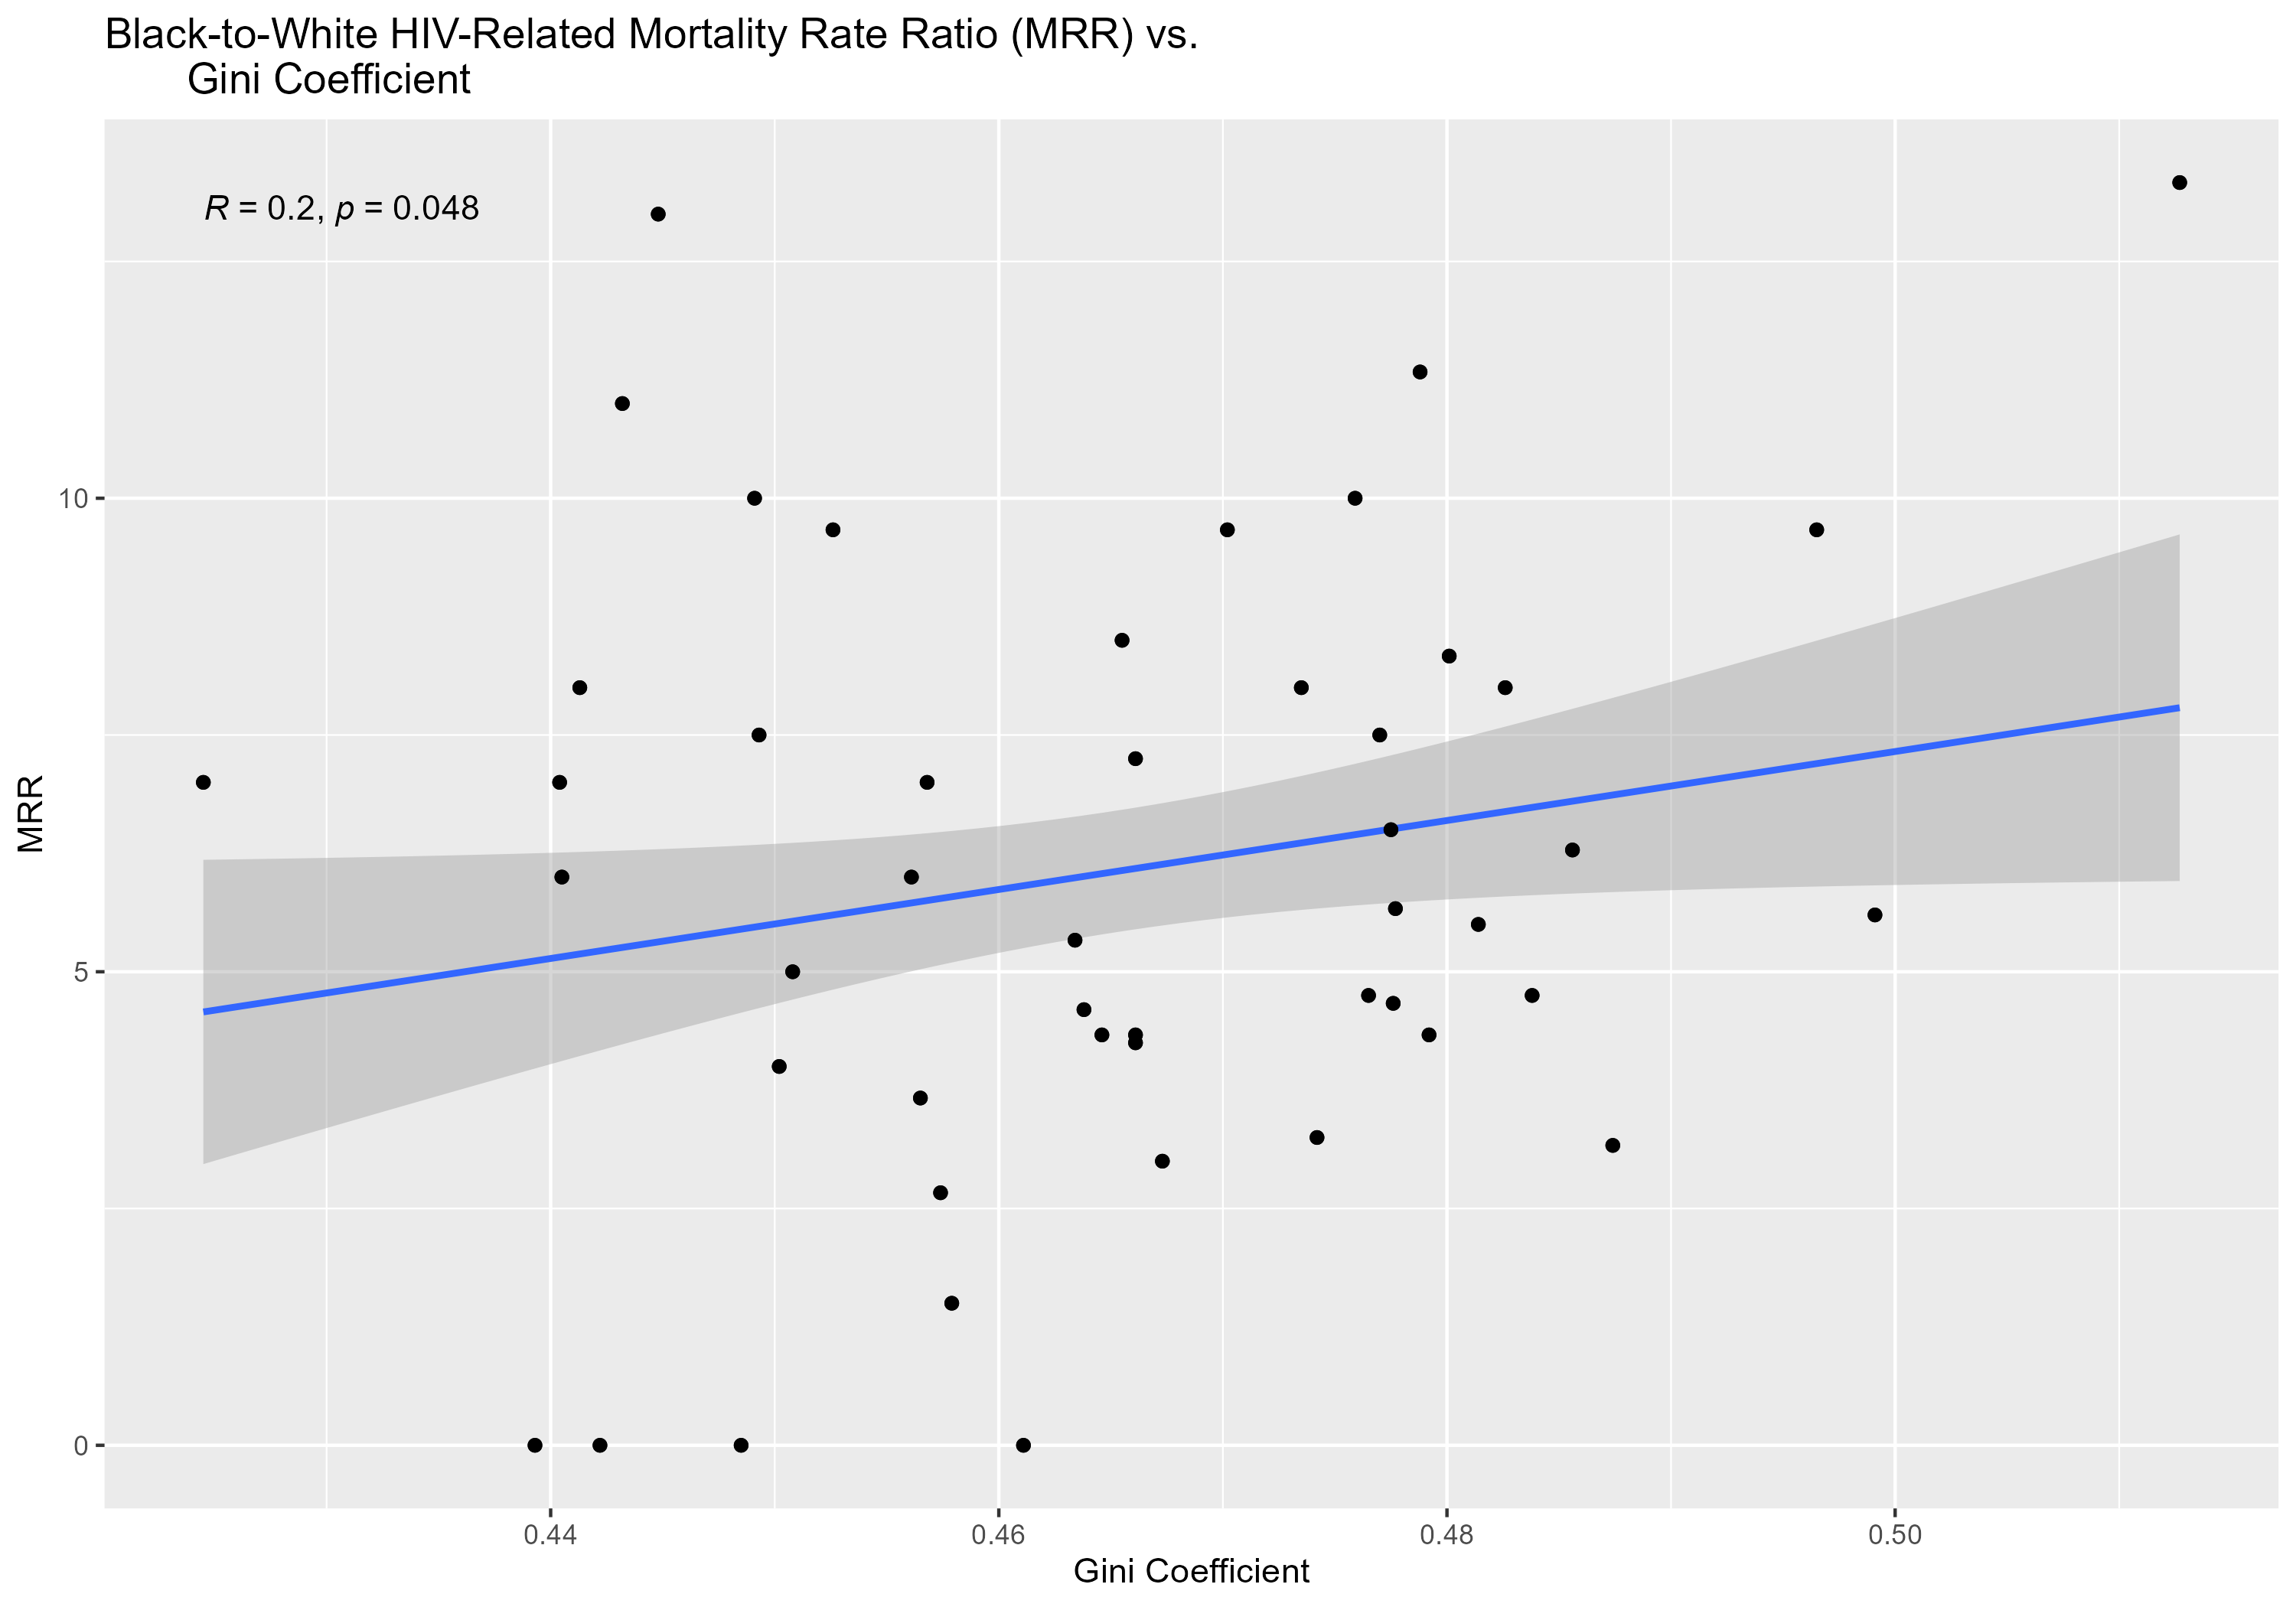 Black-to-White HIV-Related Mortality Rate Ratio (MRR) vs.
Gini Coefficient
R = 0.2, p = 0.048
10
5
0
MRR
0.44
0.46
0.48
0.50
Gini Coefficient